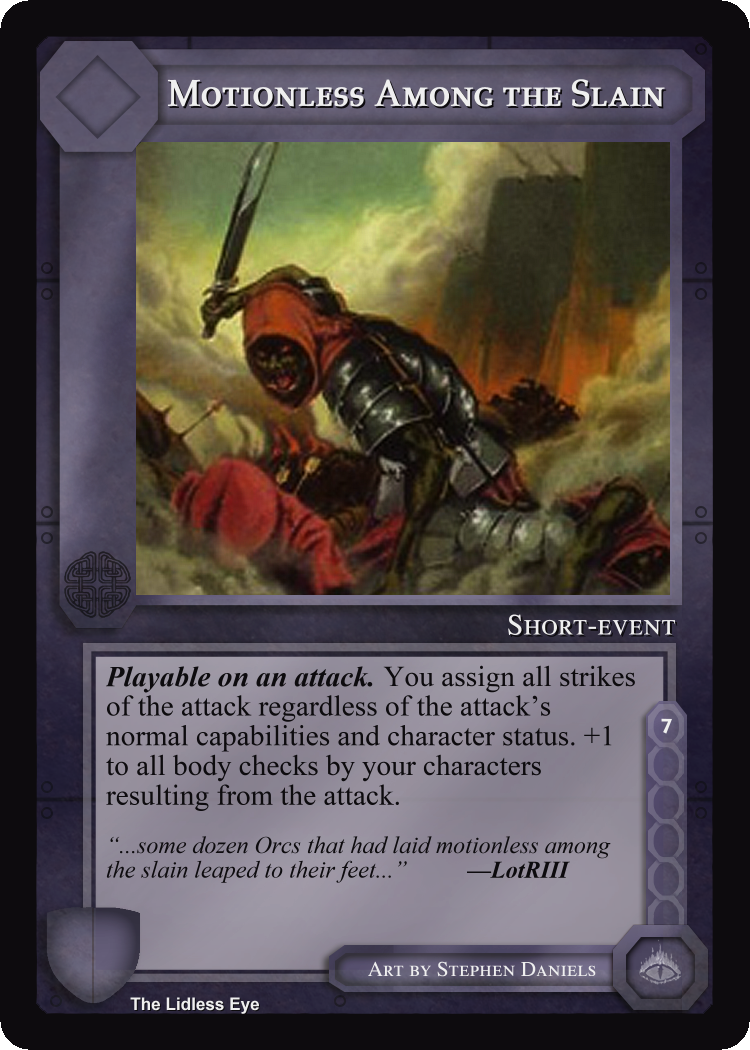 Motionless Among the Slain
Short-event
Playable on an attack. You assign all strikes
of the attack regardless of the attack's
normal capabilities and character status. +1
to all body checks by your characters
resulting from the attack.
7
“...some dozen Orcs that had laid motionless among
the slain leaped to their feet...” —LotRIII
Art by Stephen Daniels
The Lidless Eye